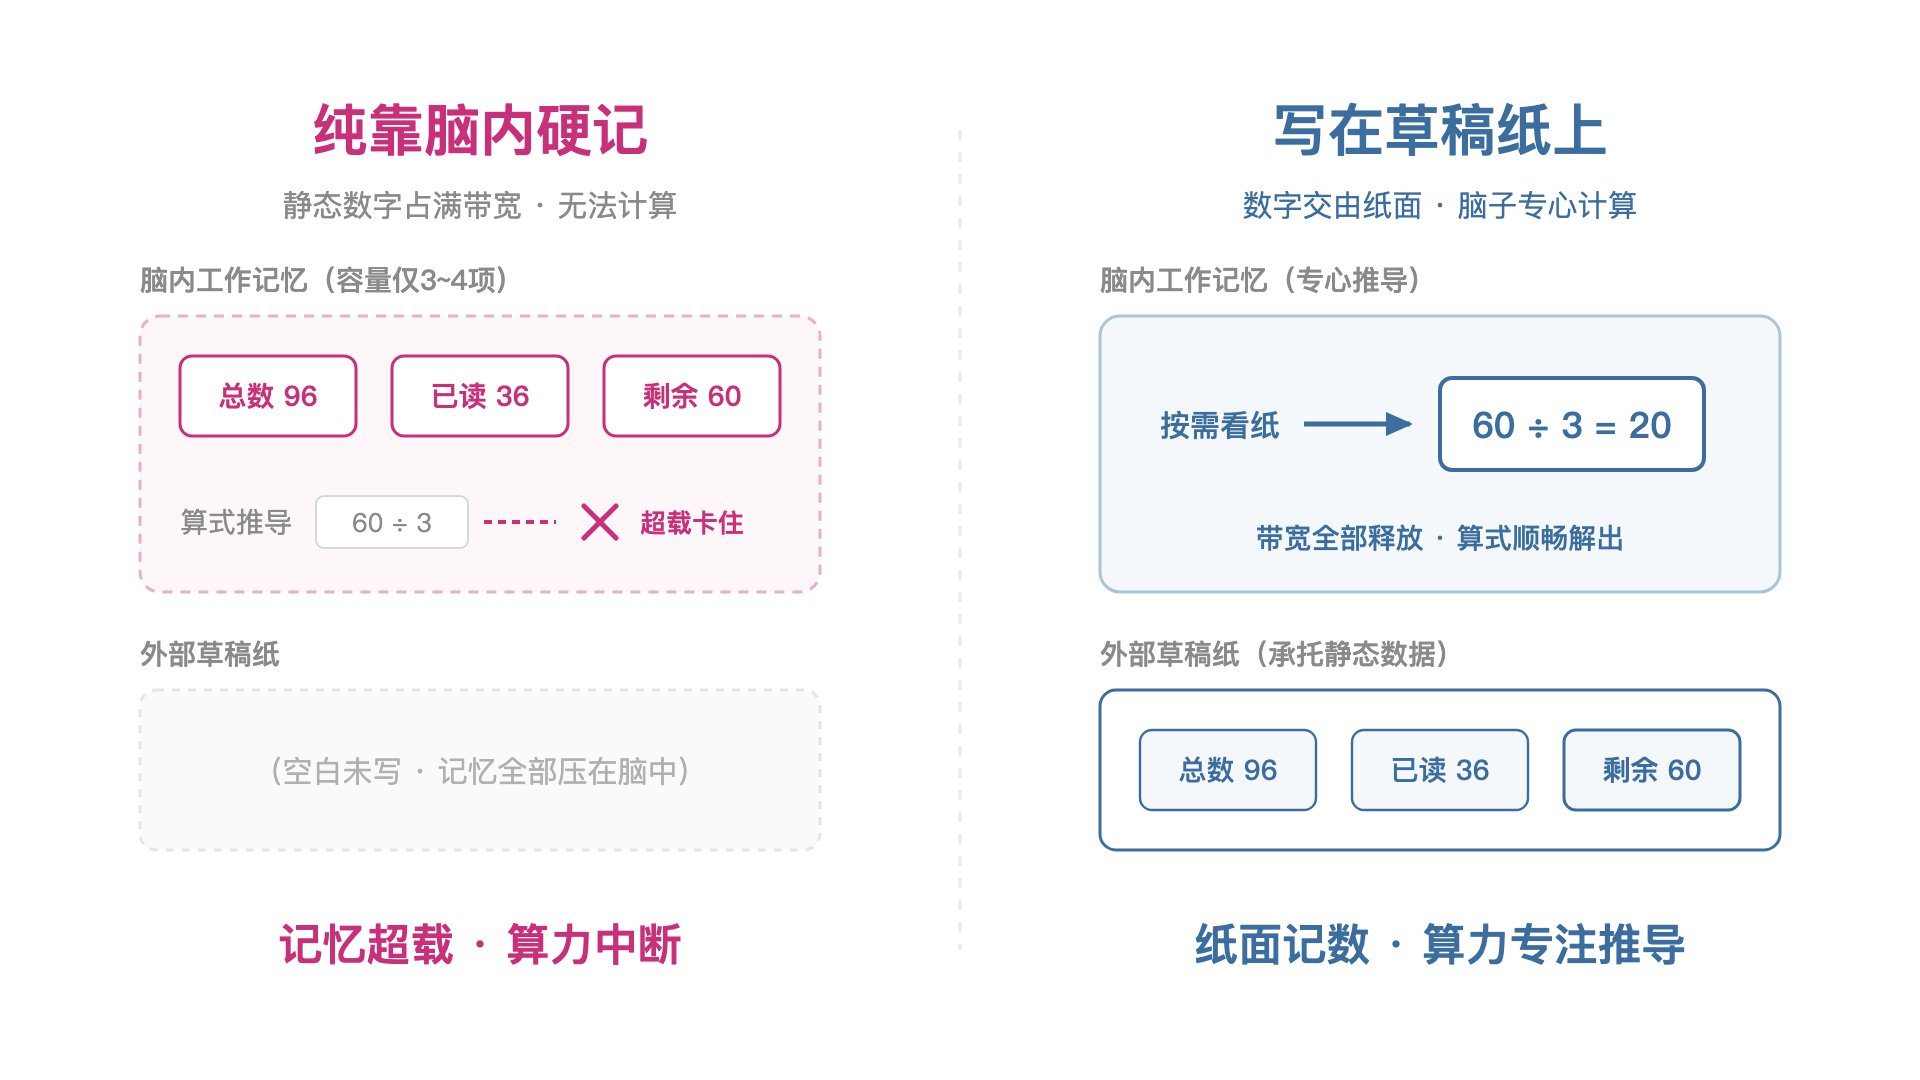 纯靠脑内硬记
静态数字占满带宽 · 无法计算
脑内工作记忆（容量仅3~4项）
总数 96
已读 36
剩余 60
算式推导
60 ÷ 3
超载卡住
外部草稿纸
(空白未写 · 记忆全部压在脑中)
记忆超载 · 算力中断
写在草稿纸上
数字交由纸面 · 脑子专心计算
脑内工作记忆（专心推导）
按需看纸
60 ÷ 3 = 20
带宽全部释放 · 算式顺畅解出
外部草稿纸（承托静态数据）
总数 96
已读 36
剩余 60
纸面记数 · 算力专注推导